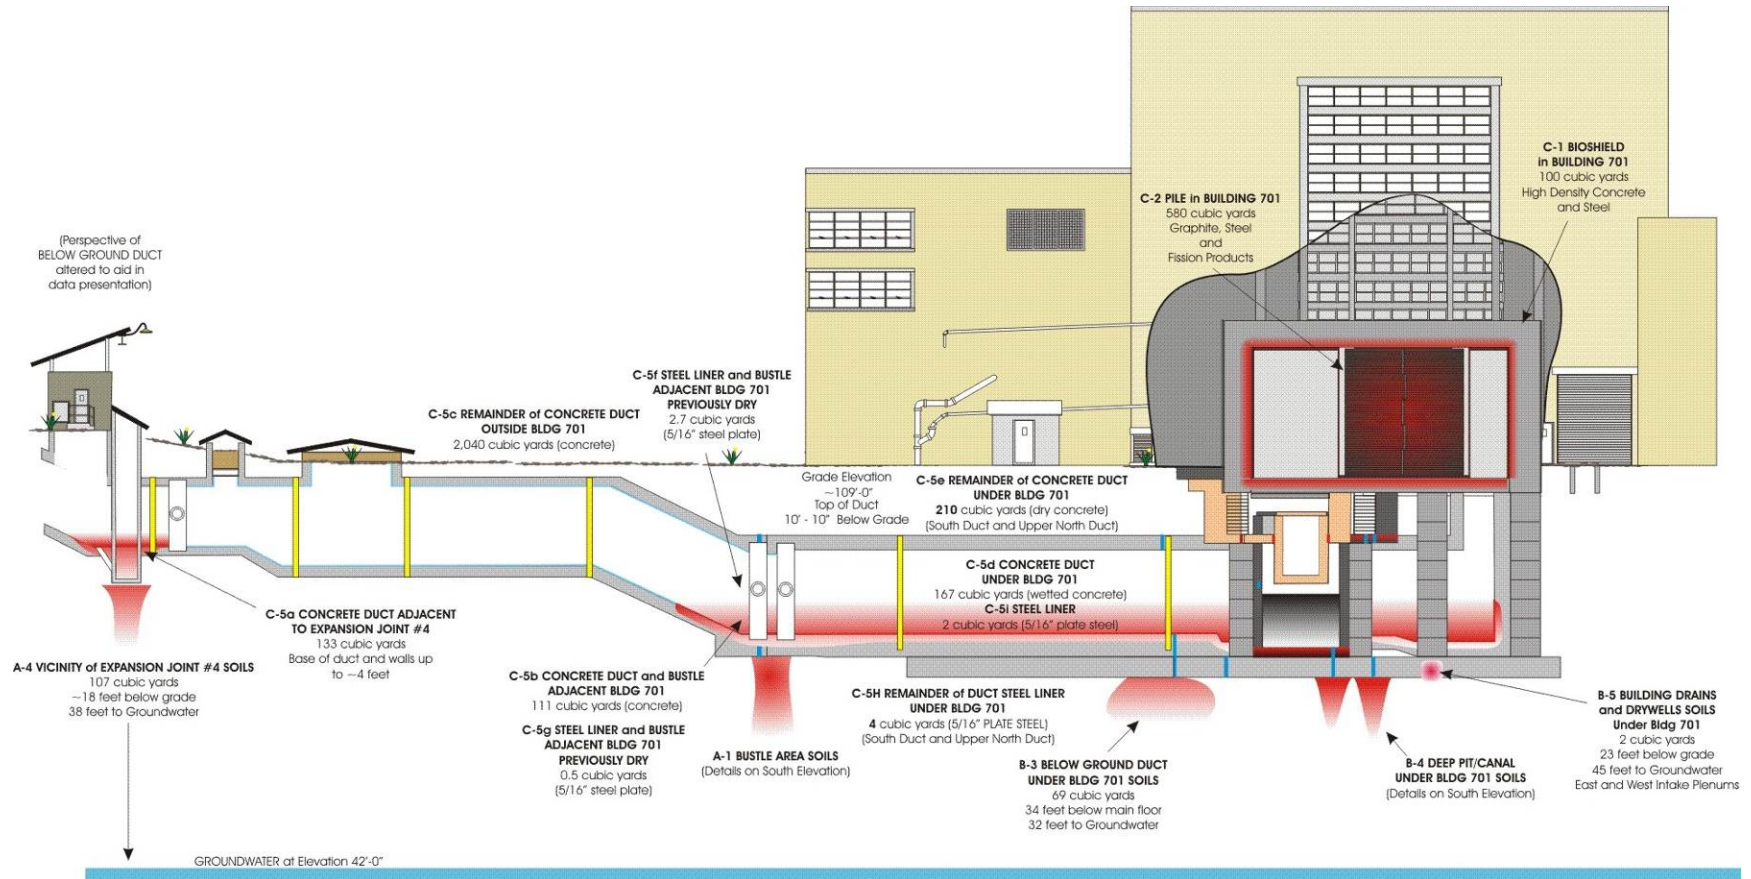 (Perspective of
BELOW GROUND DUCT
altered to aid in
data presentation)
C-5c REMAINDER of CONCRETE DUCT
OUTSIDE BLDG 701
2,040 cubic yards (concrete)
C-5f STEEL LINER and BUSTLE
ADJACENT BLDG 701
PREVIOUSLY DRY
2.7 cubic yards
(5/16" steel plate)
C-2 PILE in BUILDING 701
580 cubic yards
Graphite, Steel
and
Fission Products
C-1 BIOSHIELD
in BUILDING 701
100 cubic yards
High Density Concrete
and Steel
Grade Elevation
~109'-0"
Top of Duct
10' - 10" Below Grade
C-5e REMAINDER of CONCRETE DUCT
UNDER BLDG 701
210 cubic yards (dry concrete)
(South Duct and Upper North Duct)
C-5d CONCRETE DUCT
UNDER BLDG 701
167 cubic yards (wetted concrete)
C-5i STEEL LINER
2 cubic yards (5/16" plate steel)
C-5a CONCRETE DUCT ADJACENT
TO EXPANSION JOINT #4
133 cubic yards
Base of duct and walls up
to ~4 feet
A-4 VICINITY of EXPANSION JOINT #4 SOILS
107 cubic yards
~18 feet below grade
38 feet to Groundwater
C-5b CONCRETE DUCT and BUSTLE
ADJACENT BLDG 701
111 cubic yards (concrete)
C-5g STEEL LINER and BUSTLE
ADJACENT BLDG 701
PREVIOUSLY DRY
0.5 cubic yards
(5/16" steel plate)
A-1 BUSTLE AREA SOILS
(Details on South Elevation)
C-5H REMAINDER of DUCT STEEL LINER
UNDER BLDG 701
4 cubic yards (5/16" PLATE STEEL)
(South Duct and Upper North Duct)
B-3 BELOW GROUND DUCT
UNDER BLDG 701 SOILS
69 cubic yards
34 feet below main floor
32 feet to Groundwater
B-4 DEEP PIT/CANAL
UNDER BLDG 701 SOILS
(Details on South Elevation)
B-5 BUILDING DRAINS
and DRYWELLS SOILS
Under Bldg 701
2 cubic yards
23 feet below grade
45 feet to Groundwater
East and West Intake Plenums
GROUNDWATER at Elevation 42'-0"